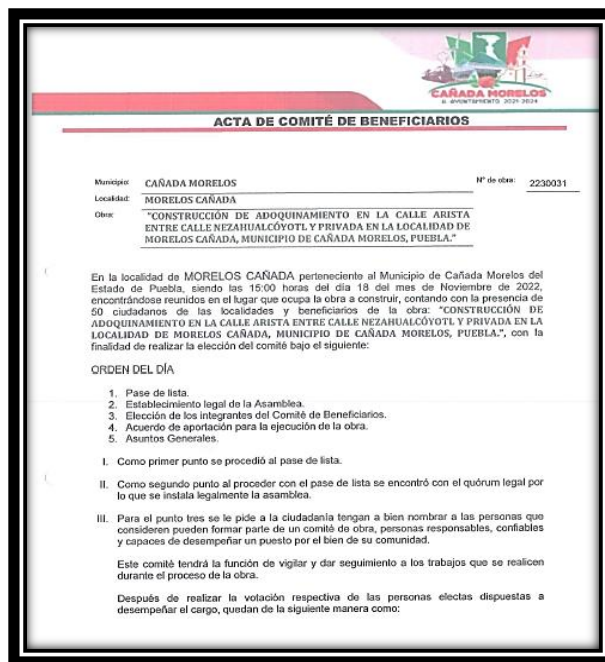 CAÑADA MORELOS
H. AYUNTAMIENTO 2021-2024
ACTA DE COMITÉ DE BENEFICIARIOS
Municipio: CAÑADA MORELOS N° de obra: 2230031
Localidad: MORELOS CAÑADA
Obra: "CONSTRUCCIÓN DE ADOQUINAMIENTO EN LA CALLE ARISTA
ENTRE CALLE NEZAHUALCÓYOTL Y PRIVADA EN LA LOCALIDAD DE
MORELOS CAÑADA, MUNICIPIO DE CAÑADA MORELOS, PUEBLA."
En la localidad de MORELOS CAÑADA perteneciente al Municipio de Cañada Morelos del
Estado de Puebla, siendo las 15:00 horas del día 18 del mes de Noviembre de 2022,
encontrándose reunidos en el lugar que ocupa la obra a construir, contando con la presencia de
50 ciudadanos de las localidades y beneficiarios de la obra: "CONSTRUCCIÓN DE
ADOQUINAMIENTO EN LA CALLE ARISTA ENTRE CALLE NEZAHUALCÓYOTL Y PRIVADA EN LA
LOCALIDAD DE MORELOS CAÑADA, MUNICIPIO DE CAÑADA MORELOS, PUEBLA.", con la
finalidad de realizar la elección del comité bajo el siguiente:
ORDEN DEL DÍA
1. Pase de lista.
2. Establecimiento legal de la Asamblea.
3. Elección de los integrantes del Comité de Beneficiarios.
4. Acuerdo de aportación para la ejecución de la obra.
5. Asuntos Generales.
I. Como primer punto se procedió al pase de lista.
II. Como segundo punto al proceder con el pase de lista se encontró con el quórum legal por
lo que se instala legalmente la asamblea.
III. Para el punto tres se le pide a la ciudadanía tengan a bien nombrar a las personas que
consideren pueden formar parte de un comité de obra, personas responsables, confiables
y capaces de desempeñar un puesto por el bien de su comunidad.
Este comité tendrá la función de vigilar y dar seguimiento a los trabajos que se realicen
durante el proceso de la obra.
Después de realizar la votación respectiva de las personas electas dispuestas a
desempeñar el cargo, quedan de la siguiente manera como: